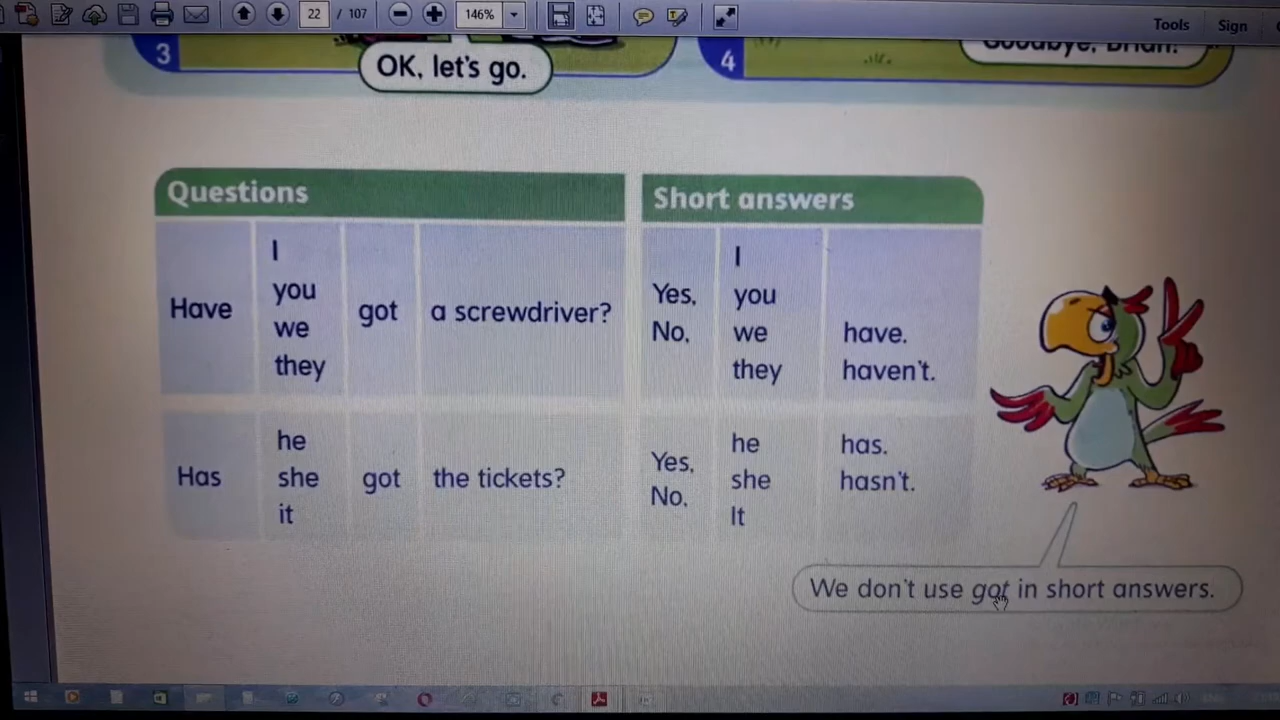 22 / 107
146%
Tools
Sign
3
OK, let's go.
4
Goodbye, Brian!
Questions
Short answers
Have
I
you
we
they
got
a screwdriver?
Yes,
No,
I
you
we
they
have.
haven't.
Has
he
she
it
got
the tickets?
Yes,
No,
he
she
It
has.
hasn't.
We don't use got in short answers.